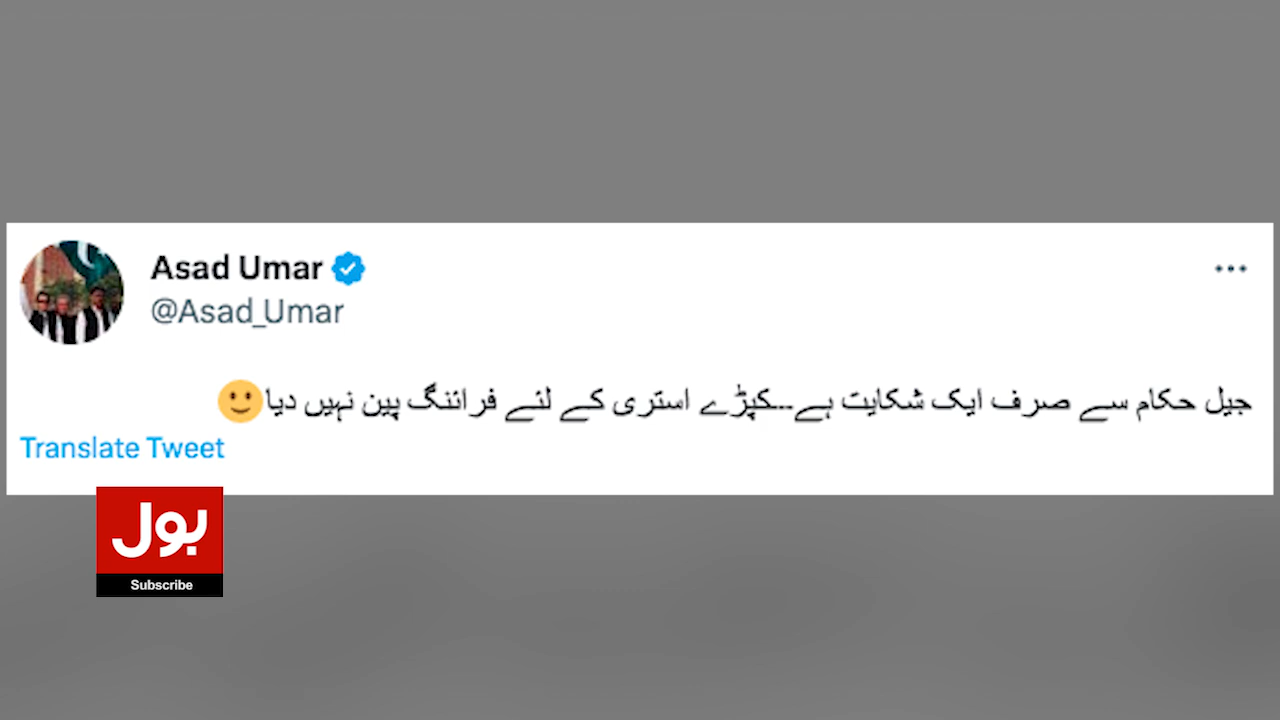 Asad Umar
@Asad_Umar
جیل حکام سے صرف ایک شکایت ہے...کپڑے استری کے لئے فرائنگ پین نہیں دیا🙂
Translate Tweet
بول
Subscribe